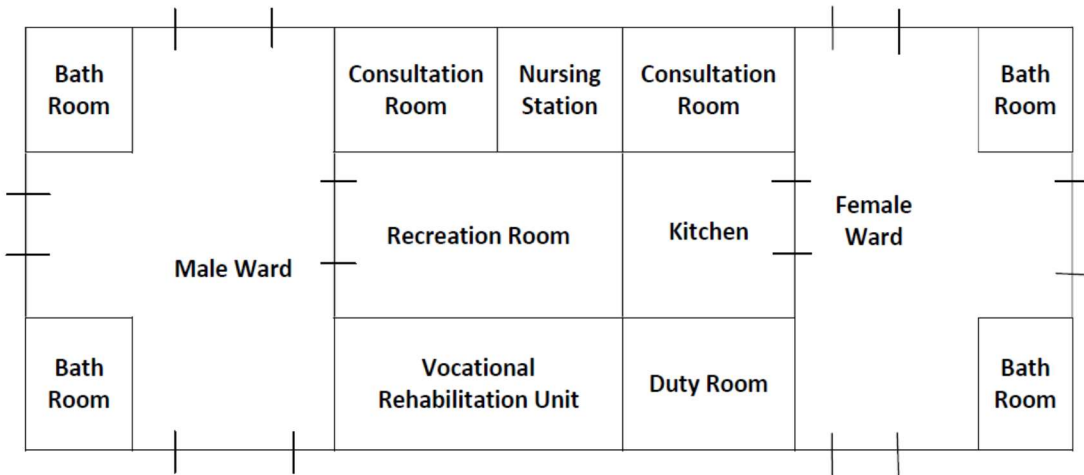 Bath
Room
Consultation
Room
Nursing
Station
Consultation
Room
Bath
Room
Male Ward
Recreation Room
Kitchen
Female
Ward
Bath
Room
Vocational
Rehabilitation Unit
Duty Room
Bath
Room